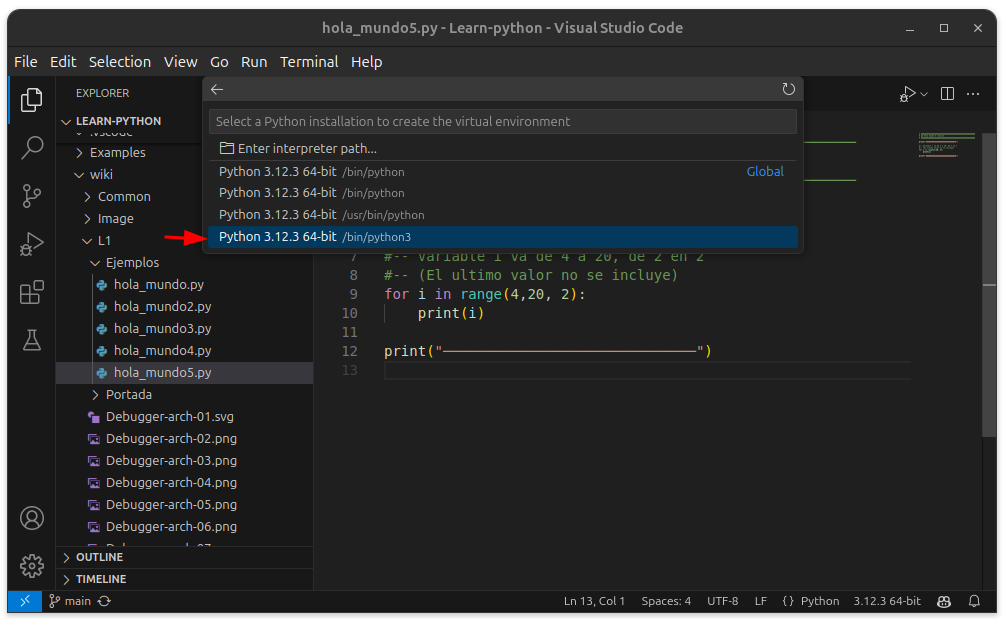 hola_mundo5.py - Learn-python - Visual Studio Code
File Edit Selection View Go Run Terminal Help
EXPLORER
LEARN-PYTHON
.vscode
Examples
wiki
Common
Image
L1
Ejemplos
hola_mundo.py
hola_mundo2.py
hola_mundo3.py
hola_mundo4.py
hola_mundo5.py
Portada
Debugger-arch-01.svg
Debugger-arch-02.png
Debugger-arch-03.png
Debugger-arch-04.png
Debugger-arch-05.png
Debugger-arch-06.png
OUTLINE
TIMELINE
Select a Python installation to create the virtual environment
Enter interpreter path...
Python 3.12.3 64-bit /bin/python Global
Python 3.12.3 64-bit /bin/python
Python 3.12.3 64-bit /usr/bin/python
Python 3.12.3 64-bit /bin/python3
7 #-- Variable i va de 4 a 20, de 2 en 2
8 #-- (El ultimo valor no se incluye)
9 for i in range(4,20, 2):
10 print(i)
11
12 print("──────────────────────────────")
13
main Ln 13, Col 1 Spaces: 4 UTF-8 LF {} Python 3.12.3 64-bit